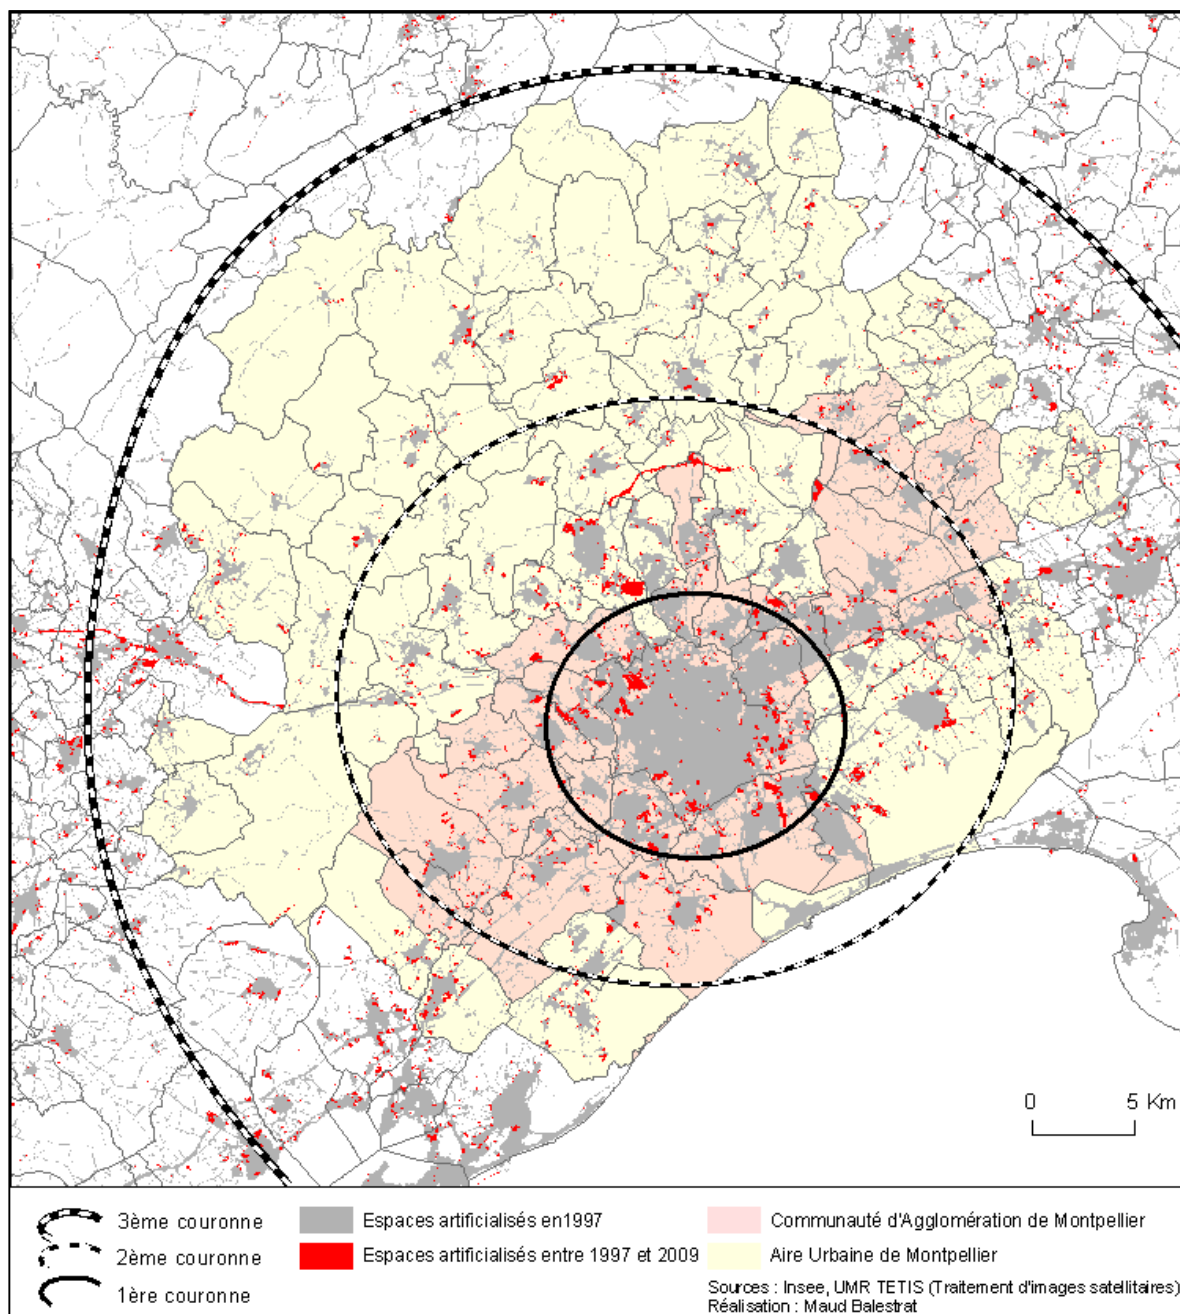 0 5 Km
3ème couronne
2ème couronne
1ère couronne
Espaces artificialisés en1997
Espaces artificialisés entre 1997 et 2009
Communauté d'Agglomération de Montpellier
Aire Urbaine de Montpellier
Sources : Insee, UMR TETIS (Traitement d'images satellitaires)
Réalisation : Maud Balestrat